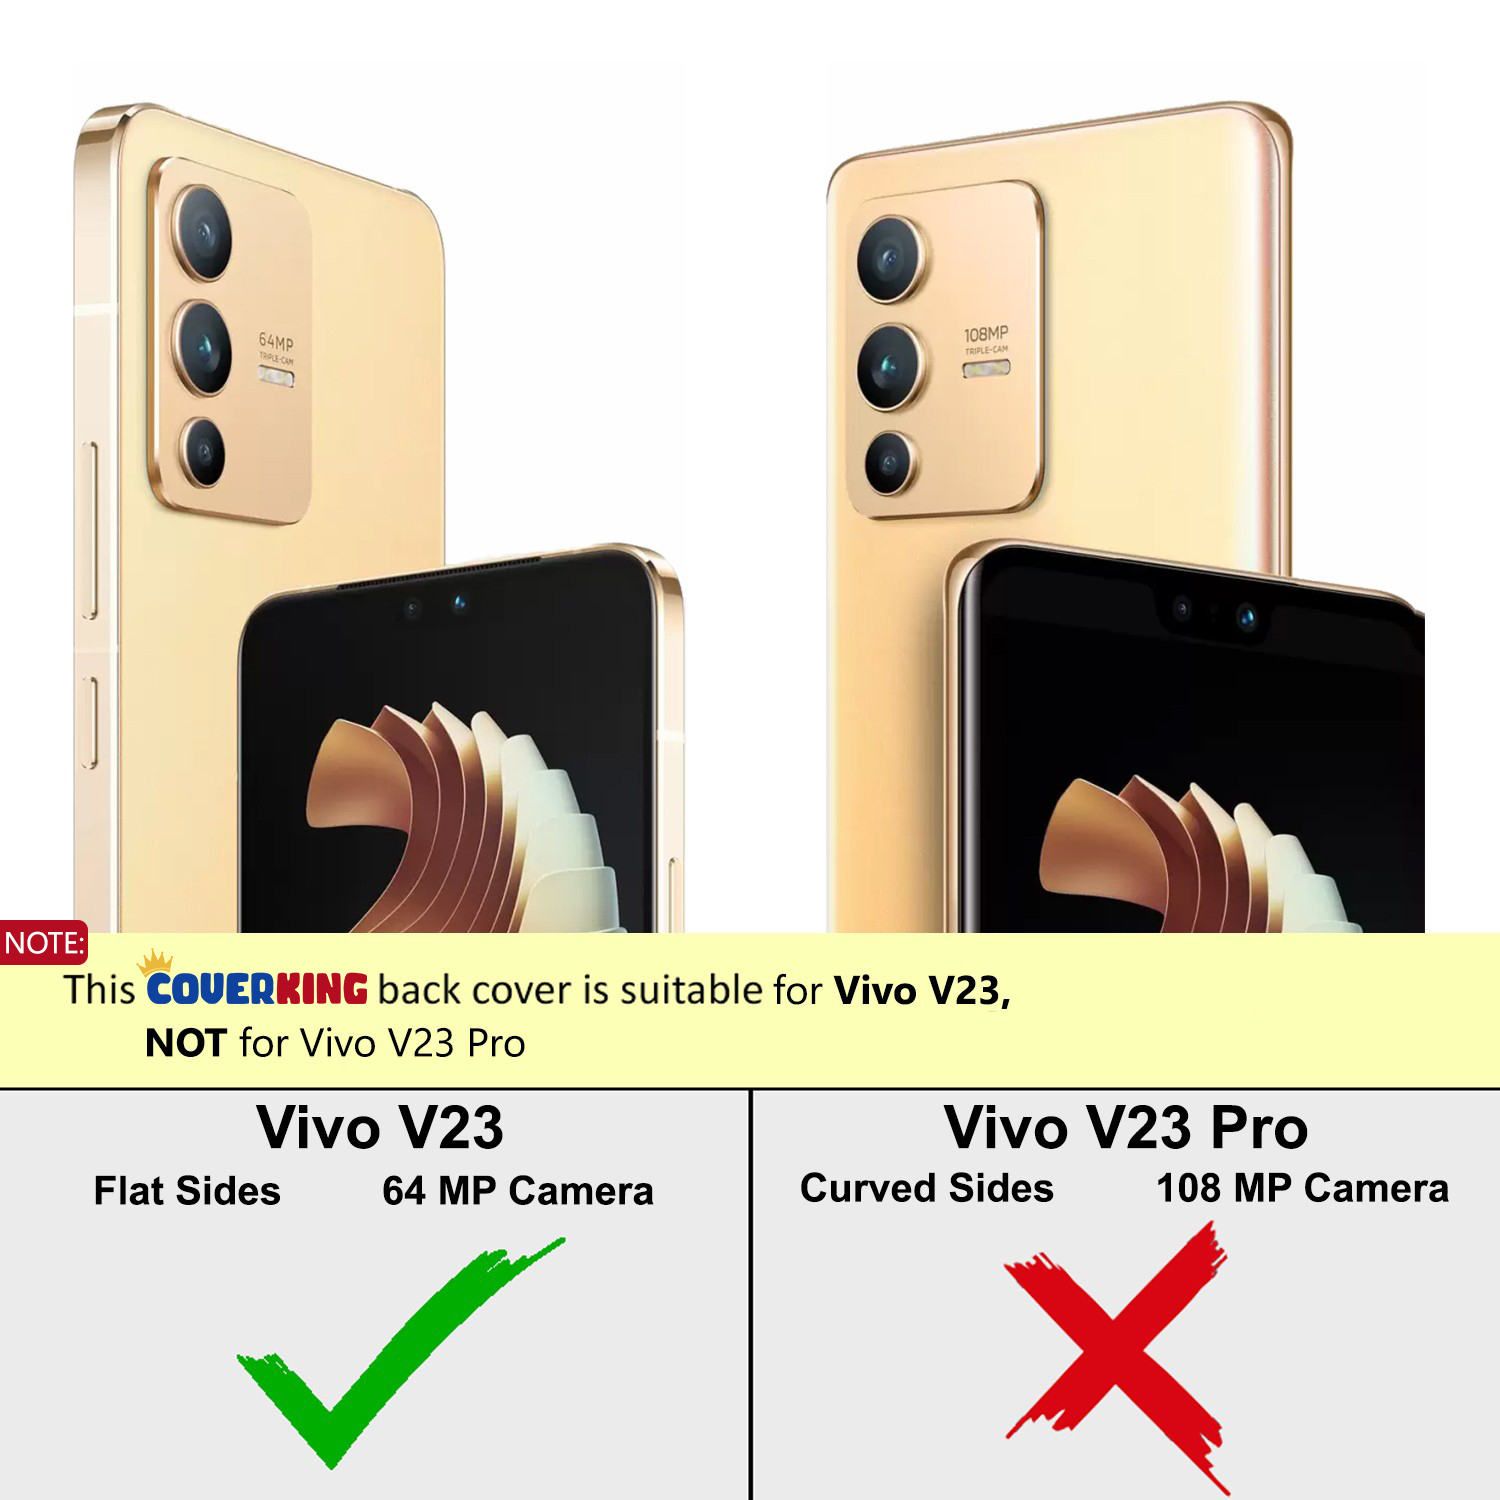 64MP
TRIPLE-CAM
108MP
TRIPLE-CAM
NOTE:
This COVERKING back cover is suitable for Vivo V23,
NOT for Vivo V23 Pro
Vivo V23
Flat Sides 64 MP Camera
Vivo V23 Pro
Curved Sides 108 MP Camera